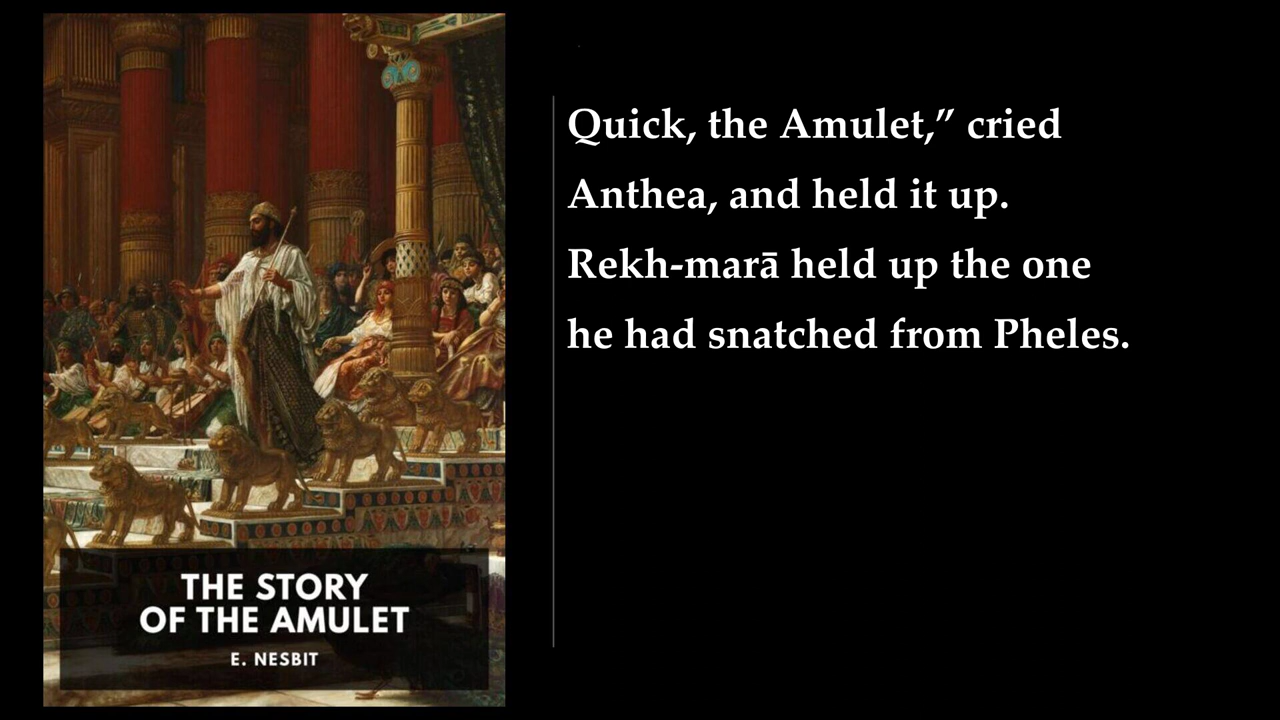 Quick, the Amulet,” cried
Anthea, and held it up.
Rekh-marā held up the one
he had snatched from Pheles.
THE STORY
OF THE AMULET
E. NESBIT